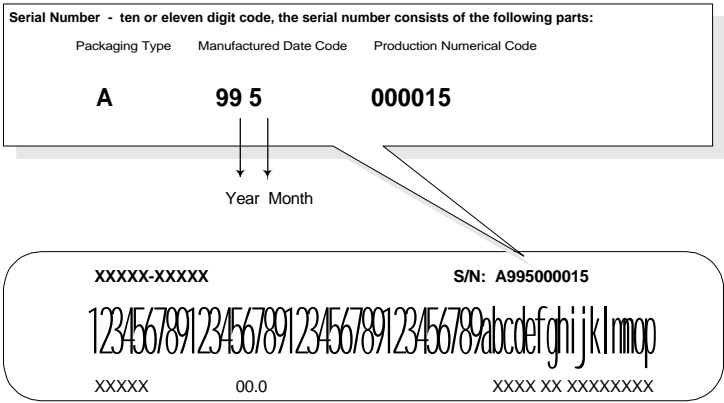 Serial Number - ten or eleven digit code, the serial number consists of the following parts:
Packaging Type Manufactured Date Code Production Numerical Code
A 99 5 000015
Year Month
XXXXX-XXXXX S/N: A995000015
123456789123456789123456789123456789abcdefghijklmnop
XXXXX 00.0 XXXX XX XXXXXXXX